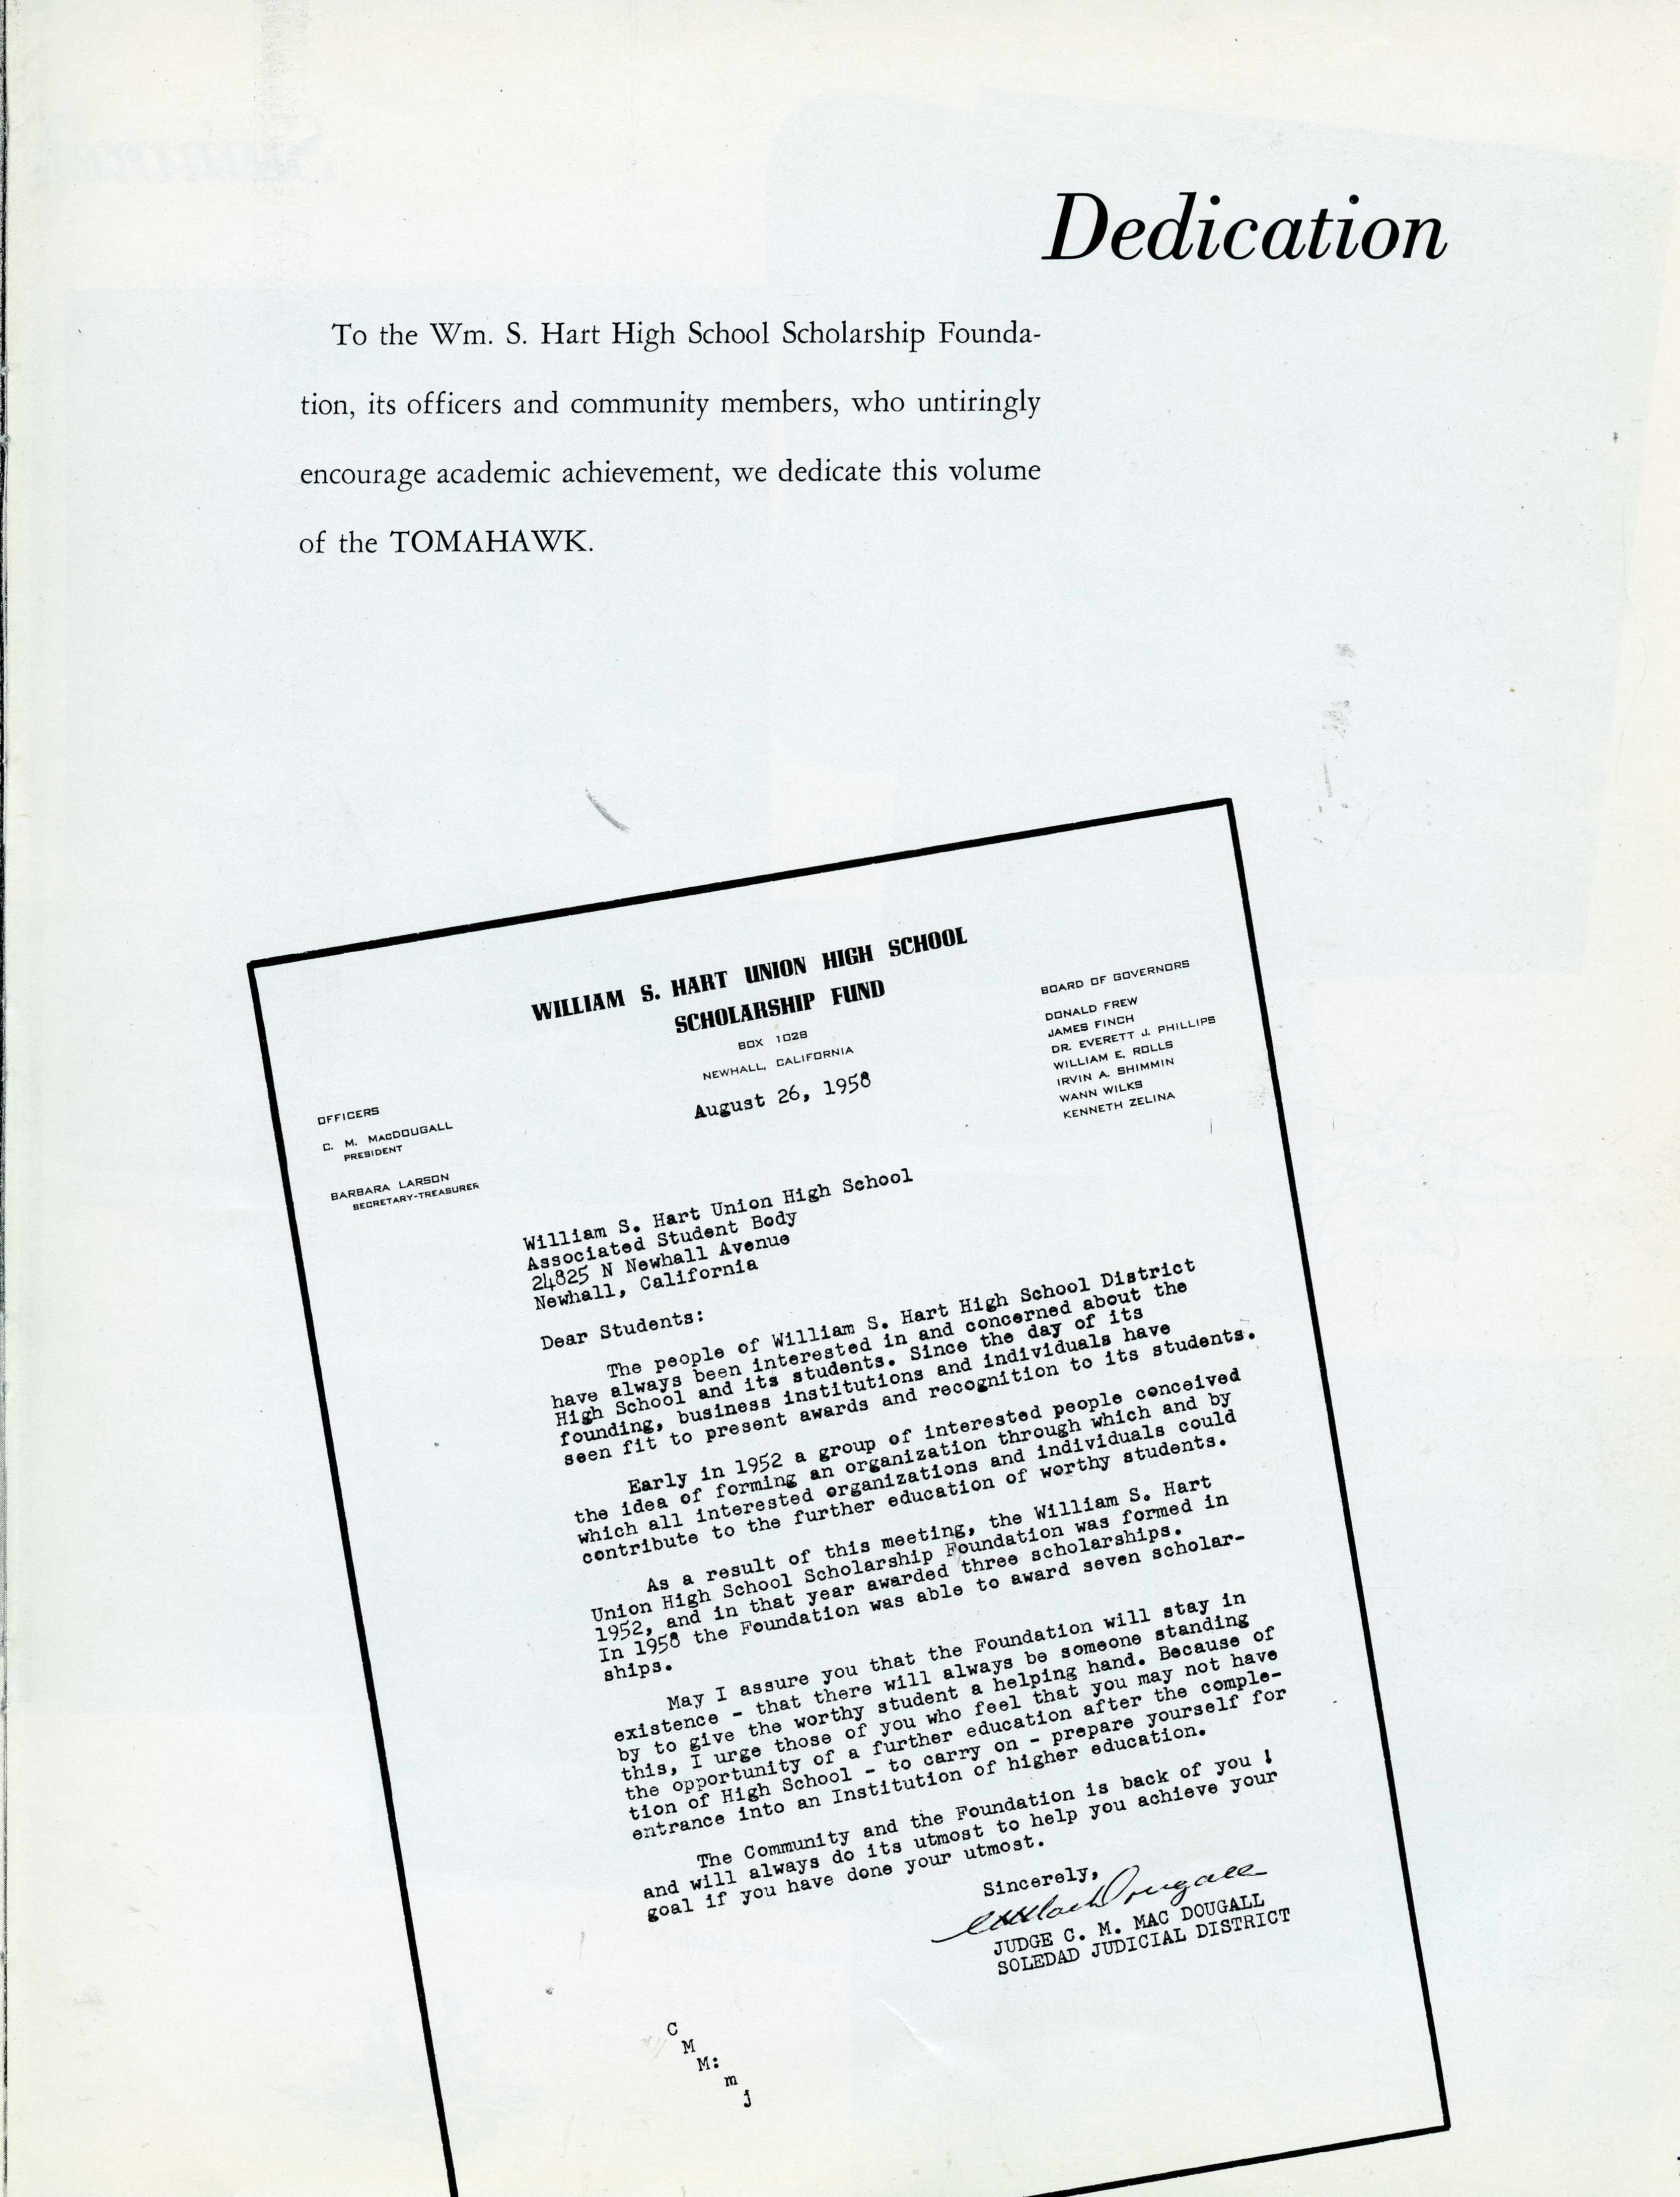 Dedication
To the Wm. S. Hart High School Scholarship Founda-
tion, its officers and community members, who untiringly
encourage academic achievement, we dedicate this volume
of the TOMAHAWK.
WILLIAM S. HART UNION HIGH SCHOOL
SCHOLARSHIP FUND
BOX 1028
NEWHALL, CALIFORNIA
August 26, 1958
BOARD OF GOVERNORS
DONALD FREW
JAMES FINCH
DR. EVERETT J. PHILLIPS
WILLIAM E. ROLLS
IRVIN A. SHIMMIN
WANN WILKS
KENNETH ZELINA
OFFICERS
C. M. MacDOUGALL
PRESIDENT
BARBARA LARSON
SECRETARY-TREASURER
William S. Hart Union High School
Associated Student Body
24825 N Newhall Avenue
Newhall, California
Dear Students:
The people of William S. Hart High School District
have always been interested in and concerned about the
High School and its students. Since the day of its
founding, business institutions and individuals have
seen fit to present awards and recognition to its students.
Early in 1952 a group of interested people conceived
the idea of forming an organization through which and by
which all interested organizations and individuals could
contribute to the further education of worthy students.
As a result of this meeting, the William S. Hart
Union High School Scholarship Foundation was formed in
1952, and in that year awarded three scholarships.
In 1958 the Foundation was able to award seven scholar-
ships.
May I assure you that the Foundation will stay in
existence - that there will always be someone standing
by to give the worthy student a helping hand. Because of
this, I urge those of you who feel that you may not have
the opportunity of a further education after the comple-
tion of High School - to carry on - prepare yourself for
entrance into an Institution of higher education.
The Community and the Foundation is back of you !
and will always do its utmost to help you achieve your
goal if you have done your utmost.
Sincerely,
CM MacDougall
JUDGE C. M. MAC DOUGALL
SOLEDAD JUDICIAL DISTRICT
C
M
M:
m
j